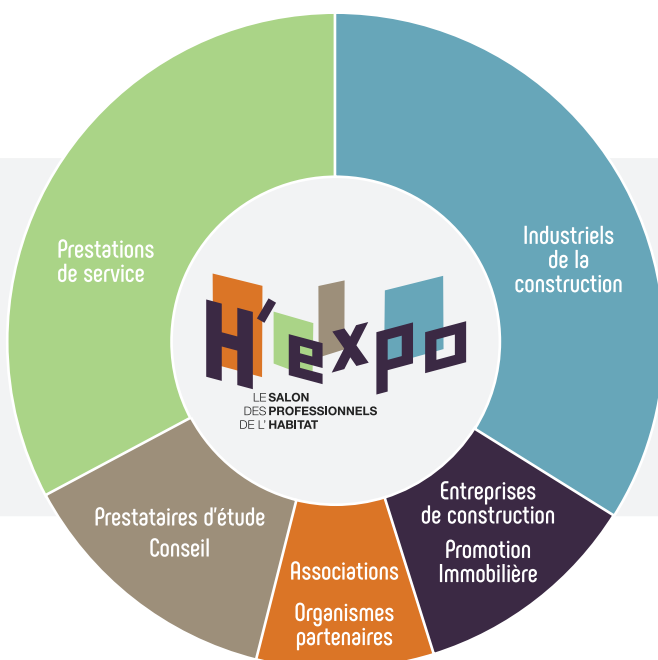 Prestations
de service
Industriels
de la
construction
H'expo
LE SALON
DES PROFESSIONNELS
DE L' HABITAT
Prestataires d'étude
Conseil
Associations
Organismes
partenaires
Entreprises
de construction
Promotion
Immobilière